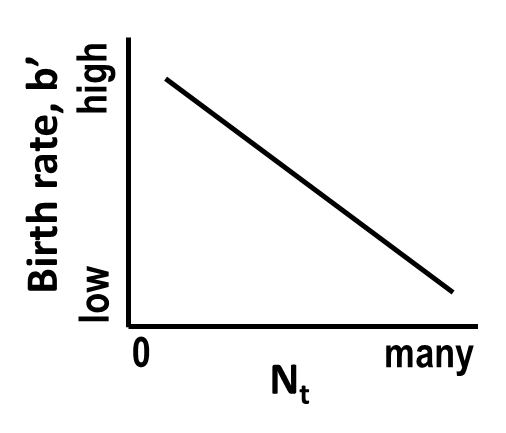 Birth rate, b’
high
low
0
many
Nt